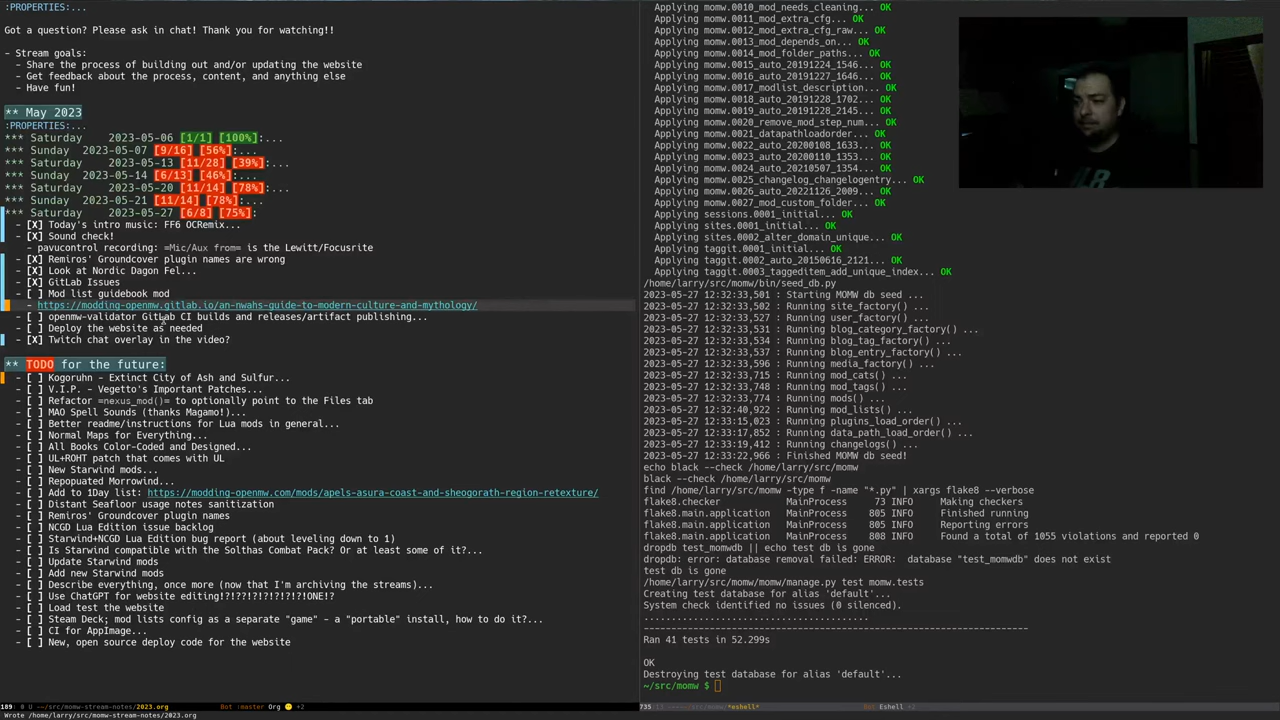 :PROPERTIES:...
Got a question? Please ask in chat! Thank you for watching!!
- Stream goals:
- Share the process of building out and/or updating the website
- Get feedback about the process, content, and anything else
- Have fun!
** May 2023
:PROPERTIES:...
*** Saturday 2023-05-06 [1/1] [100%]:...
*** Sunday 2023-05-07 [9/16] [56%]:...
*** Saturday 2023-05-13 [11/28] [39%]:...
*** Sunday 2023-05-14 [6/13] [46%]:...
*** Saturday 2023-05-20 [11/14] [78%]:...
*** Sunday 2023-05-21 [11/14] [78%]:...
*** Saturday 2023-05-27 [6/8] [75%]:
- [X] Today's intro music: FF6 OCRemix...
- [X] Sound check!
- pavucontrol recording: =Mic/Aux from= is the Lewitt/Focusrite
- [X] Remiros' Groundcover plugin names are wrong
- [X] Look at Nordic Dagon Fel...
- [X] GitLab Issues
- [ ] Mod list guidebook mod
- https://modding-openmw.gitlab.io/an-nwahs-guide-to-modern-culture-and-mythology/
- [ ] openmw-validator GitLab CI builds and releases/artifact publishing...
- [ ] Deploy the website as needed
- [X] Twitch chat overlay in the video?
** TODO for the future:
- [ ] Kogoruhn - Extinct City of Ash and Sulfur...
- [ ] V.I.P. - Vegetto's Important Patches...
- [ ] Refactor =nexus_mod()= to optionally point to the Files tab
- [ ] MAO Spell Sounds (thanks Magamo!)...
- [ ] Better readme/instructions for Lua mods in general...
- [ ] Normal Maps for Everything...
- [ ] All Books Color-Coded and Designed...
- [ ] UL+ROHT patch that comes with UL
- [ ] New Starwind mods...
- [ ] Repopuated Morrowind...
- [ ] Add to 1Day list: https://modding-openmw.com/mods/apels-asura-coast-and-sheogorath-region-retexture/
- [ ] Distant Seafloor usage notes sanitization
- [ ] Remiros' Groundcover plugin names
- [ ] NCGD Lua Edition issue backlog
- [ ] Starwind+NCGD Lua Edition bug report (about leveling down to 1)
- [ ] Is Starwind compatible with the Solthas Combat Pack? Or at least some of it?...
- [ ] Update Starwind mods
- [ ] Add new Starwind mods
- [ ] Describe everything, once more (now that I'm archiving the streams)...
- [ ] Use ChatGPT for website editing!?!?!?!?!?!?!ONE!?
- [ ] Load test the website
- [ ] Steam Deck; mod lists config as a separate "game" - a "portable" install, how to do it?...
- [ ] CI for AppImage...
- [ ] New, open source deploy code for the website
189: 0 U ~~/src/momw-stream-notes/2023.org Bot :master Org +2
Wrote /home/larry/src/momw-stream-notes/2023.org
Applying momw.0010_mod_needs_cleaning... OK
Applying momw.0011_mod_extra_cfg... OK
Applying momw.0012_mod_extra_cfg_raw... OK
Applying momw.0013_mod_depends_on... OK
Applying momw.0014_mod_folder_paths... OK
Applying momw.0015_auto_20191224_1546... OK
Applying momw.0016_auto_20191227_1646... OK
Applying momw.0017_modlist_description... OK
Applying momw.0018_auto_20191228_1702... OK
Applying momw.0019_auto_20191228_2145... OK
Applying momw.0020_remove_mod_step_num... OK
Applying momw.0021_datapathloadorder... OK
Applying momw.0022_auto_20200108_1633... OK
Applying momw.0023_auto_20200110_1353... OK
Applying momw.0024_auto_20210507_1354... OK
Applying momw.0025_changelog_changelogentry... OK
Applying momw.0026_auto_20221126_2009... OK
Applying momw.0027_mod_custom_folder... OK
Applying sessions.0001_initial... OK
Applying sites.0001_initial... OK
Applying sites.0002_alter_domain_unique... OK
Applying taggit.0001_initial... OK
Applying taggit.0002_auto_20150616_2121... OK
Applying taggit.0003_taggeditem_add_unique_index... OK
/home/larry/src/momw/bin/seed_db.py
2023-05-27 12:32:33,501 : Starting MOMW db seed ...
2023-05-27 12:32:33,502 : Running site_factory() ...
2023-05-27 12:32:33,507 : Running user_factory() ...
2023-05-27 12:32:33,531 : Running blog_category_factory() ...
2023-05-27 12:32:33,534 : Running blog_tag_factory() ...
2023-05-27 12:32:33,537 : Running blog_entry_factory() ...
2023-05-27 12:32:33,596 : Running media_factory() ...
2023-05-27 12:32:33,715 : Running mod_cats() ...
2023-05-27 12:32:33,748 : Running mod_tags() ...
2023-05-27 12:32:33,774 : Running mods() ...
2023-05-27 12:32:40,922 : Running mod_lists() ...
2023-05-27 12:33:15,023 : Running plugins_load_order() ...
2023-05-27 12:33:17,852 : Running data_path_load_order() ...
2023-05-27 12:33:19,412 : Running changelogs() ...
2023-05-27 12:33:22,966 : Finished MOMW db seed!
echo black --check /home/larry/src/momw
black --check /home/larry/src/momw
find /home/larry/src/momw -type f -name "*.py" | xargs flake8 --verbose
flake8.checker MainProcess 73 INFO Making checkers
flake8.main.application MainProcess 805 INFO Finished running
flake8.main.application MainProcess 805 INFO Reporting errors
flake8.main.application MainProcess 808 INFO Found a total of 1055 violations and reported 0
dropdb test_momwdb || echo test db is gone
dropdb: error: database removal failed: ERROR: database "test_momwdb" does not exist
test db is gone
/home/larry/src/momw/momw/manage.py test momw.tests
Creating test database for alias 'default'...
System check identified no issues (0 silenced).
.........................................
----------------------------------------------------------------------
Ran 41 tests in 52.299s
OK
Destroying test database for alias 'default'...
~/src/momw $
*eshell* Bot Eshell +2